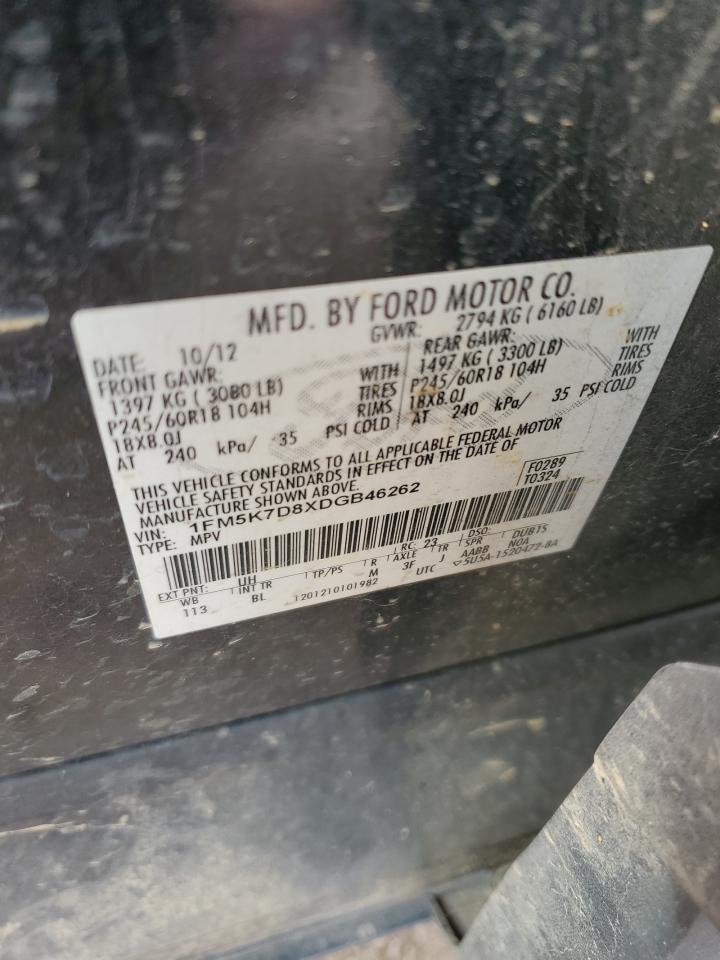 MFD. BY FORD MOTOR CO.
DATE: 10/12 GVWR: 2794 KG ( 6160 LB)
FRONT GAWR: REAR GAWR:
1397 KG ( 3080 LB) WITH 1497 KG ( 3300 LB) WITH
P245/60R18 104H TIRES P245/60R18 104H TIRES
18X8.0J RIMS 18X8.0J RIMS
AT 240 kPa/ 35 PSI COLD AT 240 kPa/ 35 PSI COLD
THIS VEHICLE CONFORMS TO ALL APPLICABLE FEDERAL MOTOR
VEHICLE SAFETY STANDARDS IN EFFECT ON THE DATE OF
MANUFACTURE SHOWN ABOVE.
VIN: 1FM5K7D8XDGB46262 F0289
TYPE: MPV T0324
EXT PNT: UH RC: 23 DSO:
WB INT TR TP/PS R AXLE TR SPR DUB15
113 BL M 3F J AABB N0A
1201210101982 UTC 5U5A-1520472-BA